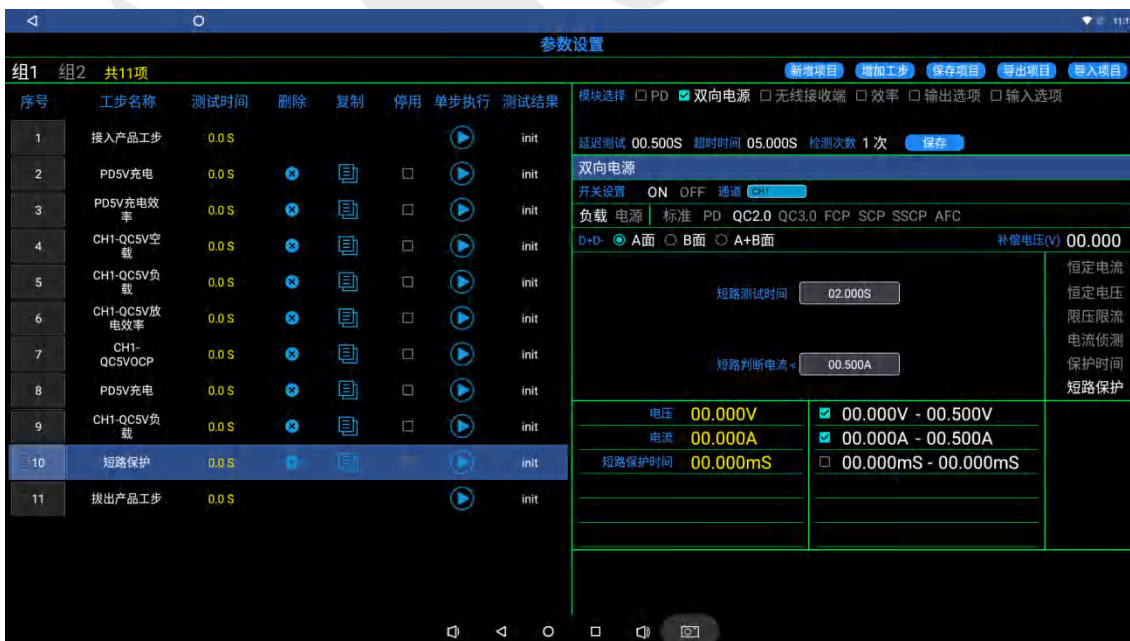 11:1
参数设置
组1 组2 共11项 新增项目 增加工步 保存项目 导出项目 导入项目
序号 工步名称 测试时间 删除 复制 停用 单步执行 测试结果
1 接入产品工步 0.0 S init
2 PD5V充电 0.0 S init
3 PD5V充电效率 0.0 S init
4 CH1-QC5V空载 0.0 S init
5 CH1-QC5V负载 0.0 S init
6 CH1-QC5V放电效率 0.0 S init
7 CH1-QC5VOCP 0.0 S init
8 PD5V充电 0.0 S init
9 CH1-QC5V负载 0.0 S init
10 短路保护 0.0 S init
11 拔出产品工步 0.0 S init
模块选择 PD 双向电源 无线接收端 效率 输出选项 输入选项
延迟测试 00.500S 超时时间 05.000S 检测次数 1 次 保存
双向电源
开关设置 ON OFF 通道 CH1
负载 电源 标准 PD QC2.0 QC3.0 FCP SCP SSCP AFC
D+D- A面 B面 A+B面 补偿电压(V) 00.000
短路测试时间 02.000S
短路判断电流< 00.500A
恒定电流
恒定电压
限压限流
电流侦测
保护时间
短路保护
电压 00.000V 00.000V - 00.500V
电流 00.000A 00.000A - 00.500A
短路保护时间 00.000mS 00.000mS - 00.000mS